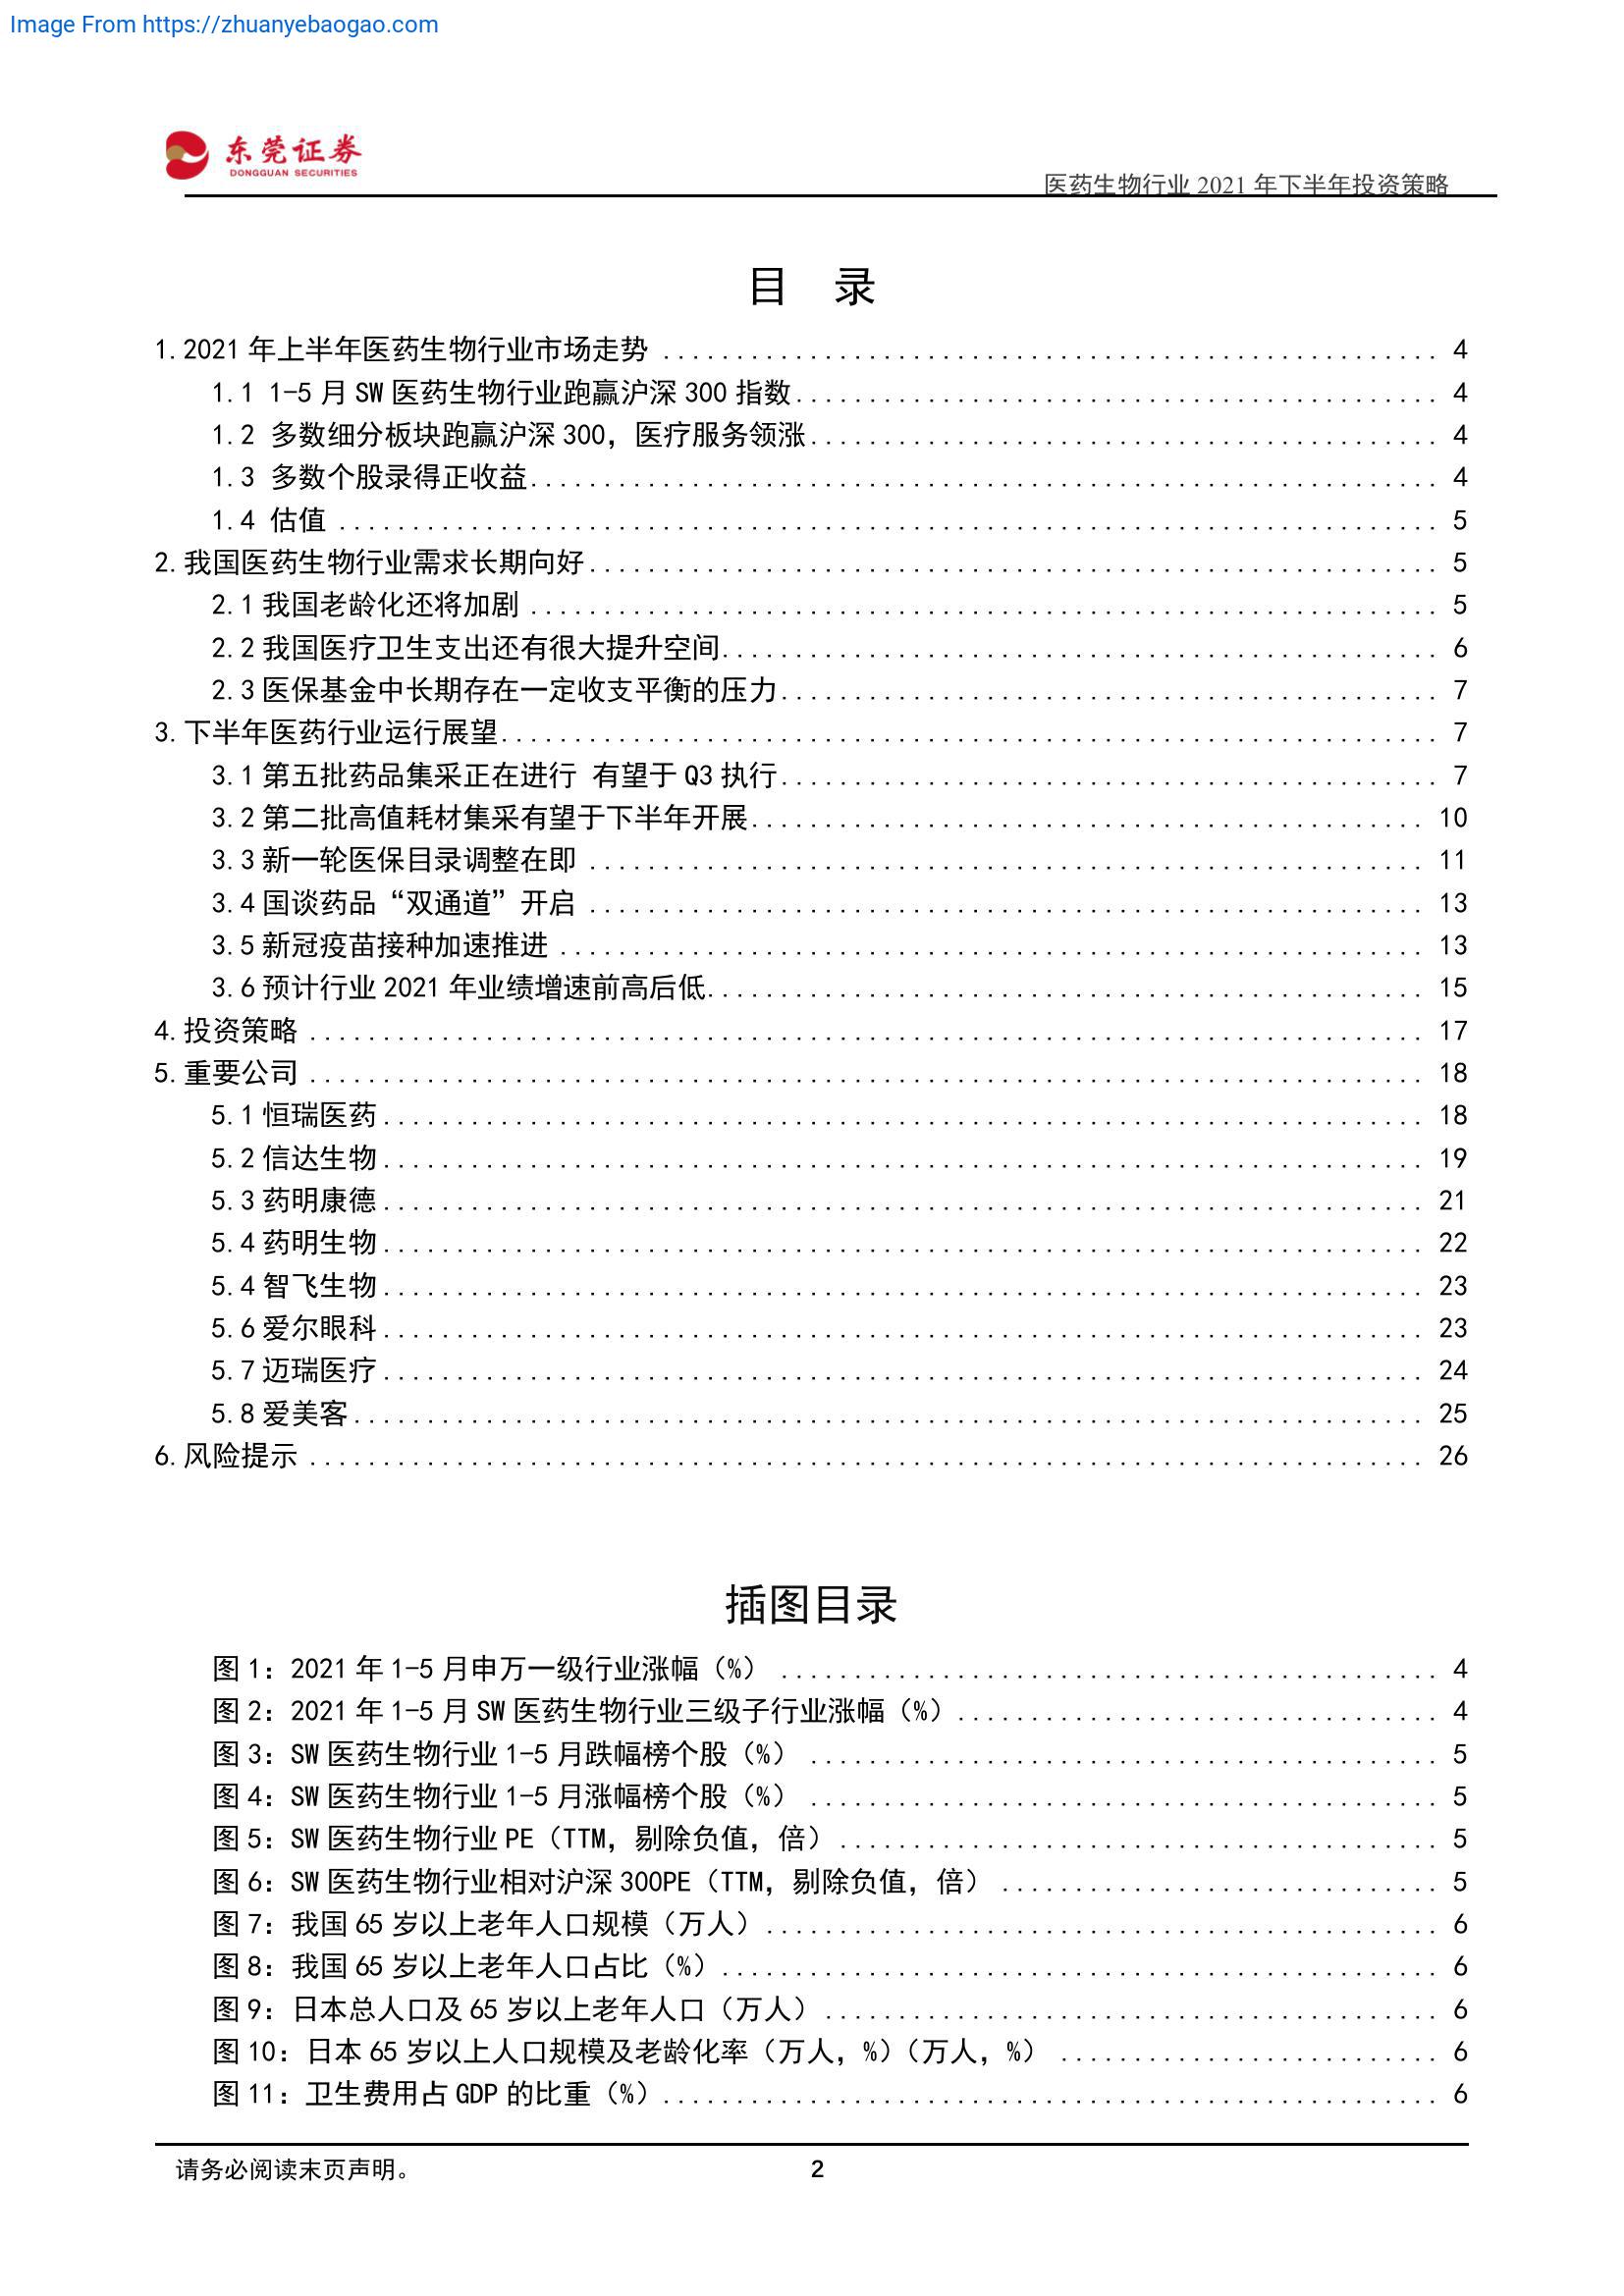 Image From https://zhuanyebaogao.com
东莞证券
DONGGUAN SECURITIES
医药生物行业 2021 年下半年投资策略
目 录
1. 2021 年上半年医药生物行业市场走势 ........ 4
1.1 1-5 月 SW 医药生物行业跑赢沪深 300 指数........ 4
1.2 多数细分板块跑赢沪深 300，医疗服务领涨........ 4
1.3 多数个股录得正收益........ 4
1.4 估值 ........ 5
2. 我国医药生物行业需求长期向好........ 5
2.1 我国老龄化还将加剧 ........ 5
2.2 我国医疗卫生支出还有很大提升空间........ 6
2.3 医保基金中长期存在一定收支平衡的压力........ 7
3. 下半年医药行业运行展望........ 7
3.1 第五批药品集采正在进行 有望于 Q3 执行........ 7
3.2 第二批高值耗材集采有望于下半年开展........ 10
3.3 新一轮医保目录调整在即 ........ 11
3.4 国谈药品“双通道”开启 ........ 13
3.5 新冠疫苗接种加速推进 ........ 13
3.6 预计行业 2021 年业绩增速前高后低........ 15
4. 投资策略 ........ 17
5. 重要公司 ........ 18
5.1 恒瑞医药........ 18
5.2 信达生物........ 19
5.3 药明康德........ 21
5.4 药明生物........ 22
5.4 智飞生物........ 23
5.6 爱尔眼科........ 23
5.7 迈瑞医疗........ 24
5.8 爱美客........ 25
6. 风险提示 ........ 26
插图目录
图 1：2021 年 1-5 月申万一级行业涨幅（%） ........ 4
图 2：2021 年 1-5 月 SW 医药生物行业三级子行业涨幅（%）........ 4
图 3：SW 医药生物行业 1-5 月跌幅榜个股（%） ........ 5
图 4：SW 医药生物行业 1-5 月涨幅榜个股（%） ........ 5
图 5：SW 医药生物行业 PE（TTM，剔除负值，倍）........ 5
图 6：SW 医药生物行业相对沪深 300PE（TTM，剔除负值，倍） ........ 5
图 7：我国 65 岁以上老年人口规模（万人）........ 6
图 8：我国 65 岁以上老年人口占比（%）........ 6
图 9：日本总人口及 65 岁以上老年人口（万人）........ 6
图 10：日本 65 岁以上人口规模及老龄化率（万人，%）（万人，%） ........ 6
图 11：卫生费用占 GDP 的比重（%）........ 6
请务必阅读末页声明。
2